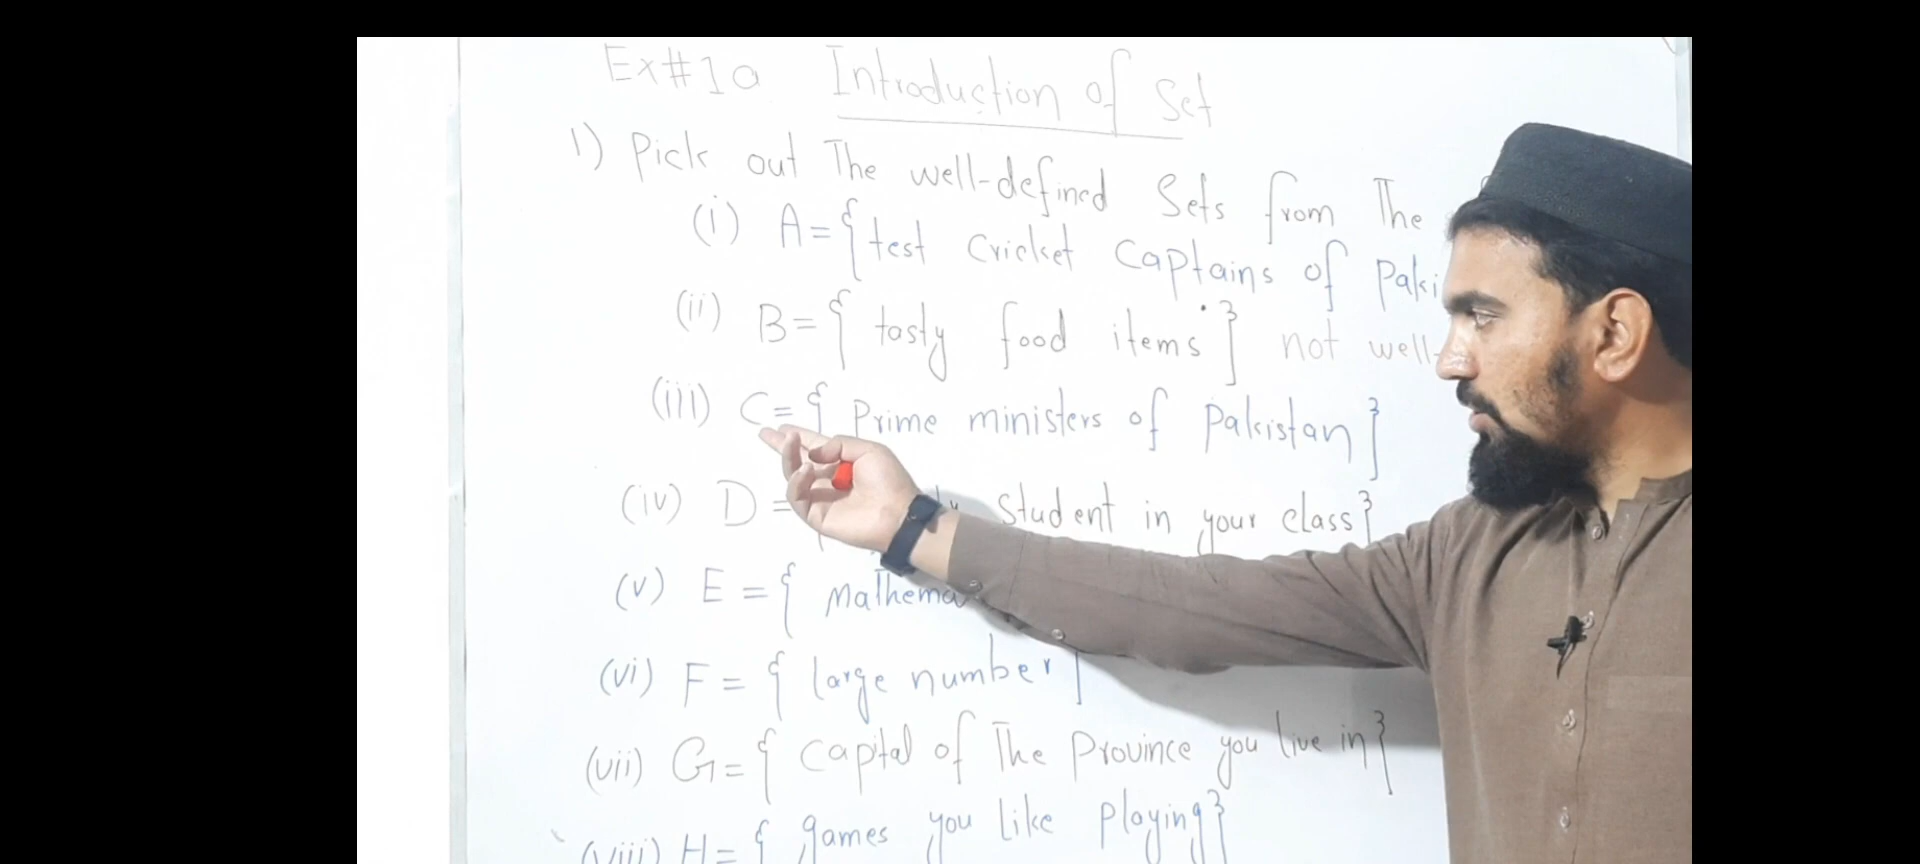 Ex#1a Introduction of Set
1) Pick out The well-defined Sets from The
(i) A={test Cricket Captains of Paki
(ii) B={ tasty food items } not well-
(iii) C={ Prime ministers of Pakistan}
(iv) D= Student in your class}
(v) E={ Mathema
(vi) F={ large number}
(vii) G={ Capital of The Province you live in}
(viii) H={ games you like playing}